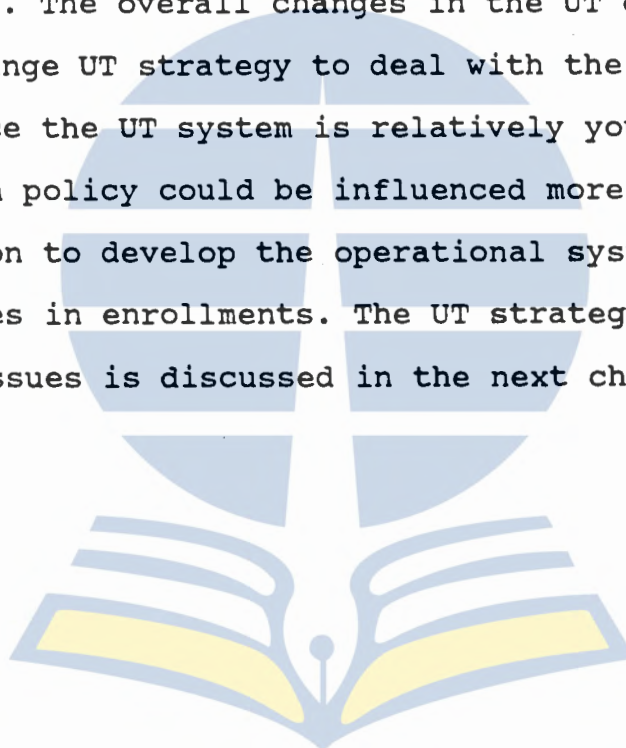 . The overall changes in the UT
nge UT strategy to deal with the
e the UT system is relatively yo
policy could be influenced more
on to develop the operational sys
es in enrollments. The UT strateg
ssues is discussed in the next ch